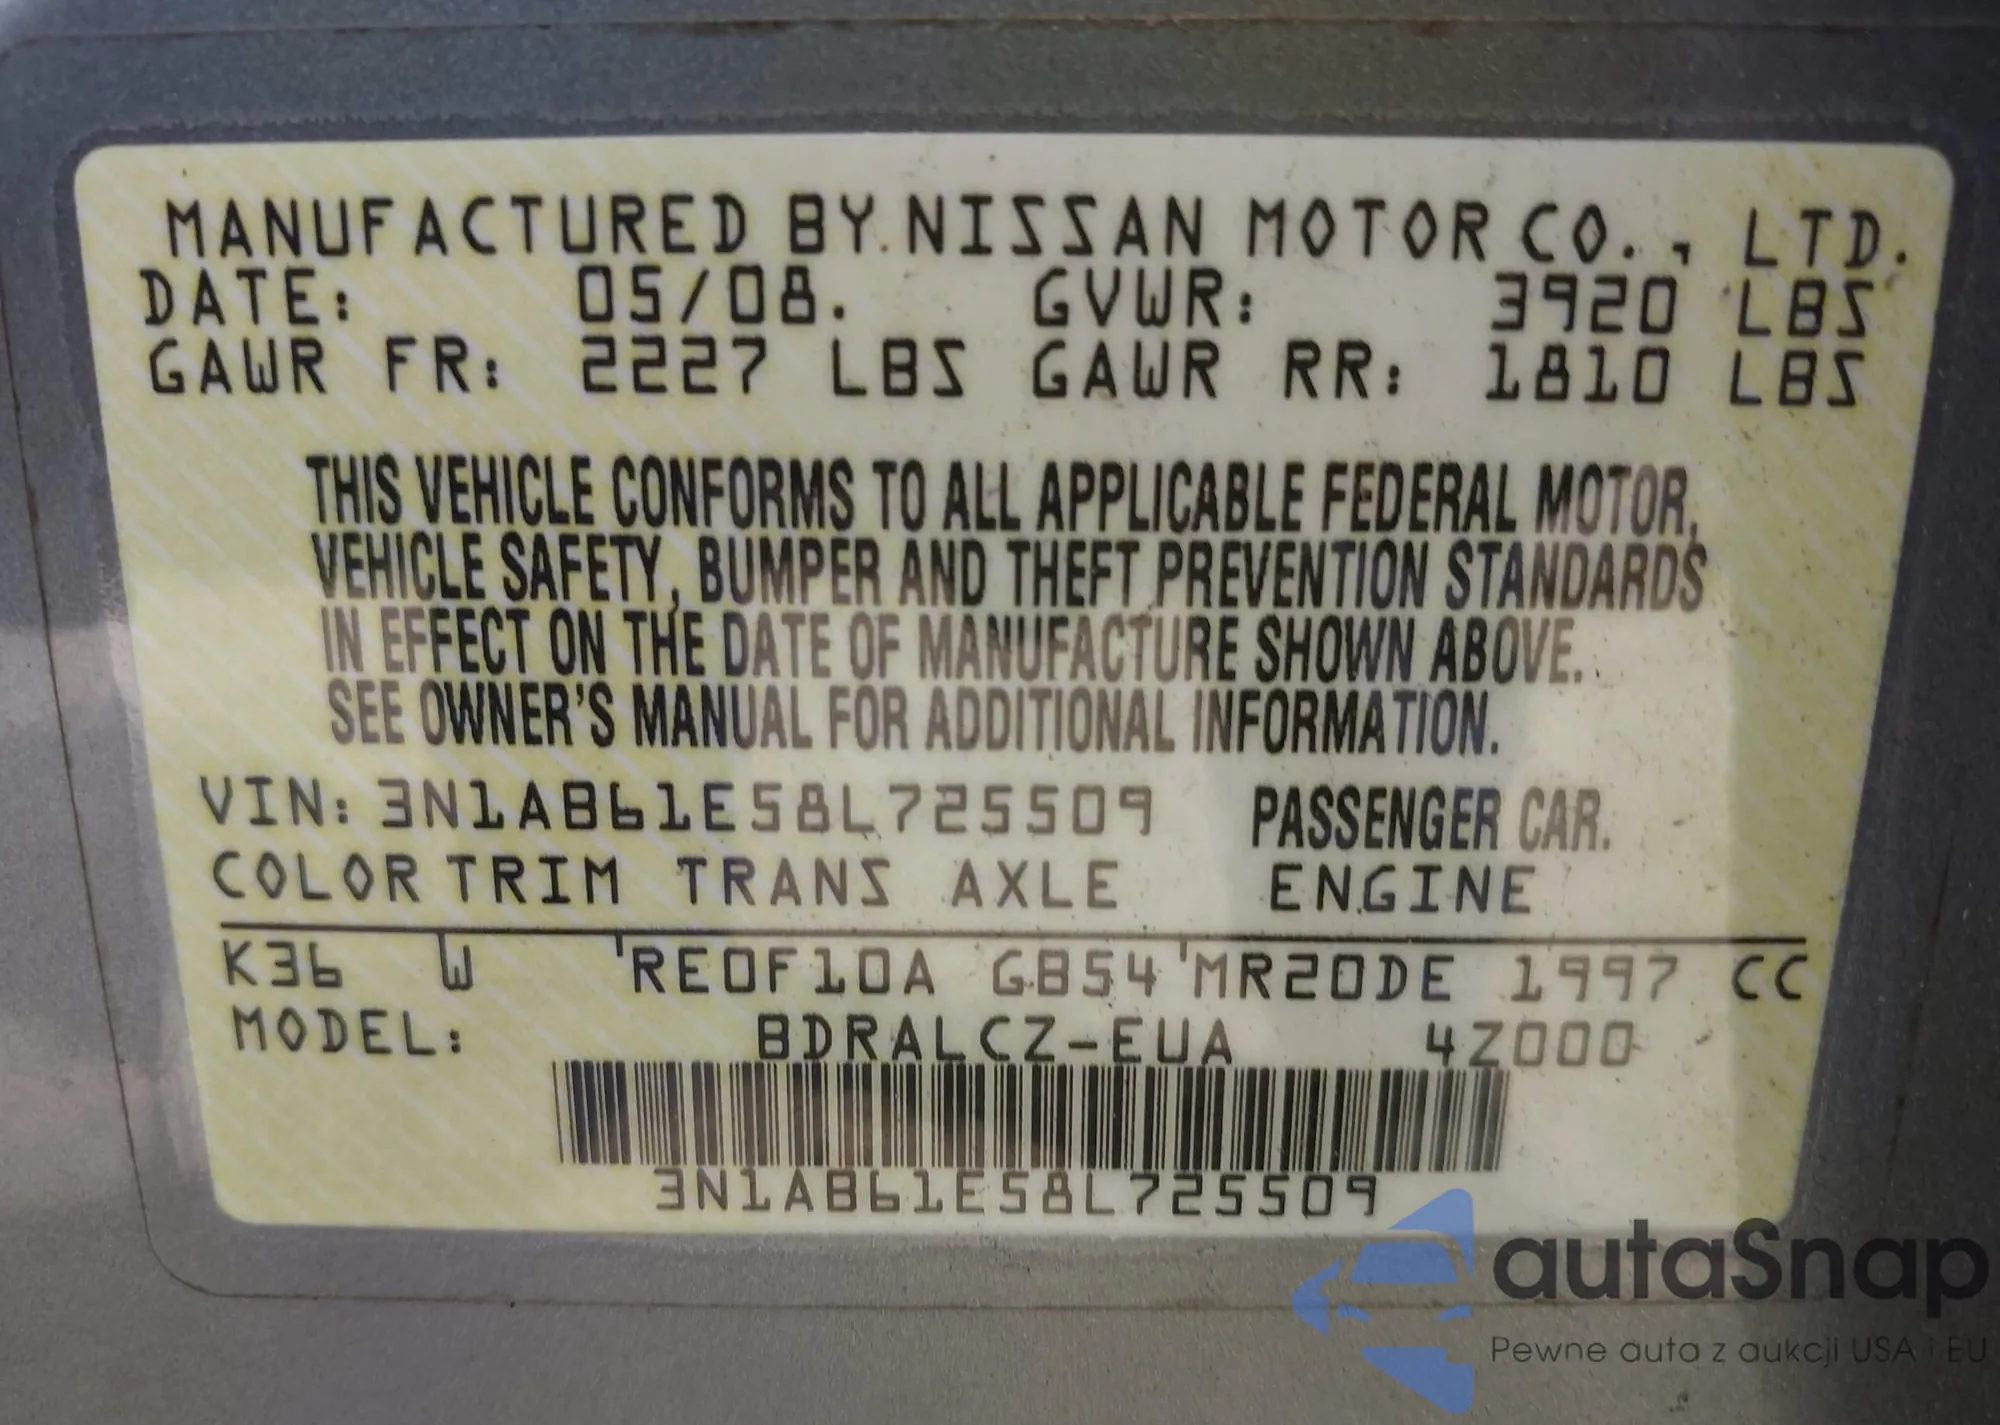 MANUFACTURED BY NISSAN MOTOR CO., LTD.
DATE: 05/08. GVWR: 3920 LBS
GAWR FR: 2227 LBS GAWR RR: 1810 LBS
THIS VEHICLE CONFORMS TO ALL APPLICABLE FEDERAL MOTOR,
VEHICLE SAFETY, BUMPER AND THEFT PREVENTION STANDARDS
IN EFFECT ON THE DATE OF MANUFACTURE SHOWN ABOVE.
SEE OWNER'S MANUAL FOR ADDITIONAL INFORMATION.
VIN: 3N1AB61E58L725509 PASSENGER CAR.
COLOR TRIM TRANS AXLE ENGINE
K36 W RE0F10A GB54 MR20DE 1997 CC
MODEL: BDRALCZ-EUA 4Z000
3N1AB61E58L725509
autaSnap
Pewne auta z aukcji USA i EU